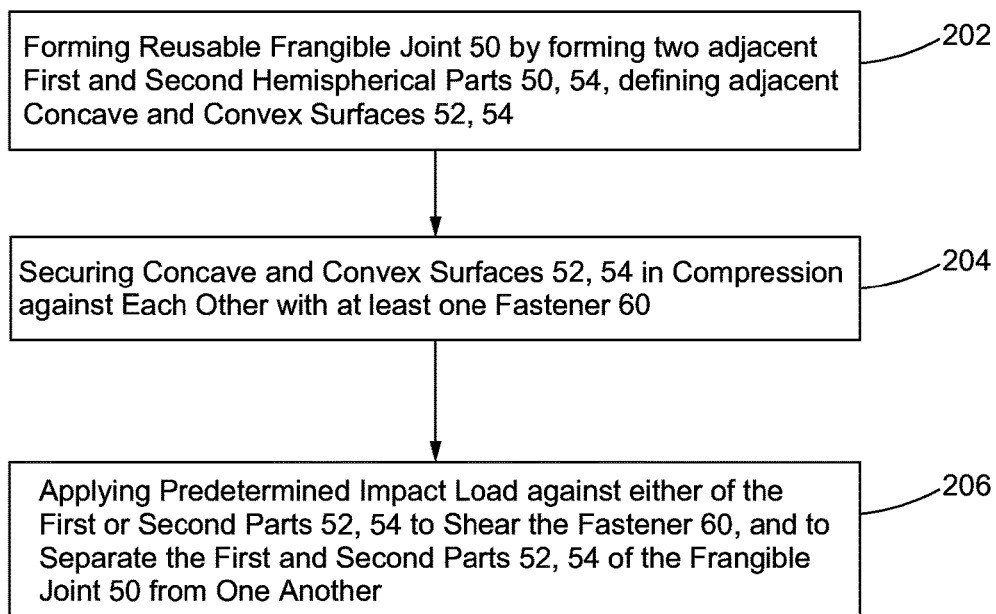 Forming Reusable Frangible Joint 50 by forming two adjacent
First and Second Hemispherical Parts 50, 54, defining adjacent
Concave and Convex Surfaces 52, 54
202
Securing Concave and Convex Surfaces 52, 54 in Compression
against Each Other with at least one Fastener 60
204
Applying Predetermined Impact Load against either of the
First or Second Parts 52, 54 to Shear the Fastener 60, and to
Separate the First and Second Parts 52, 54 of the Frangible
Joint 50 from One Another
206